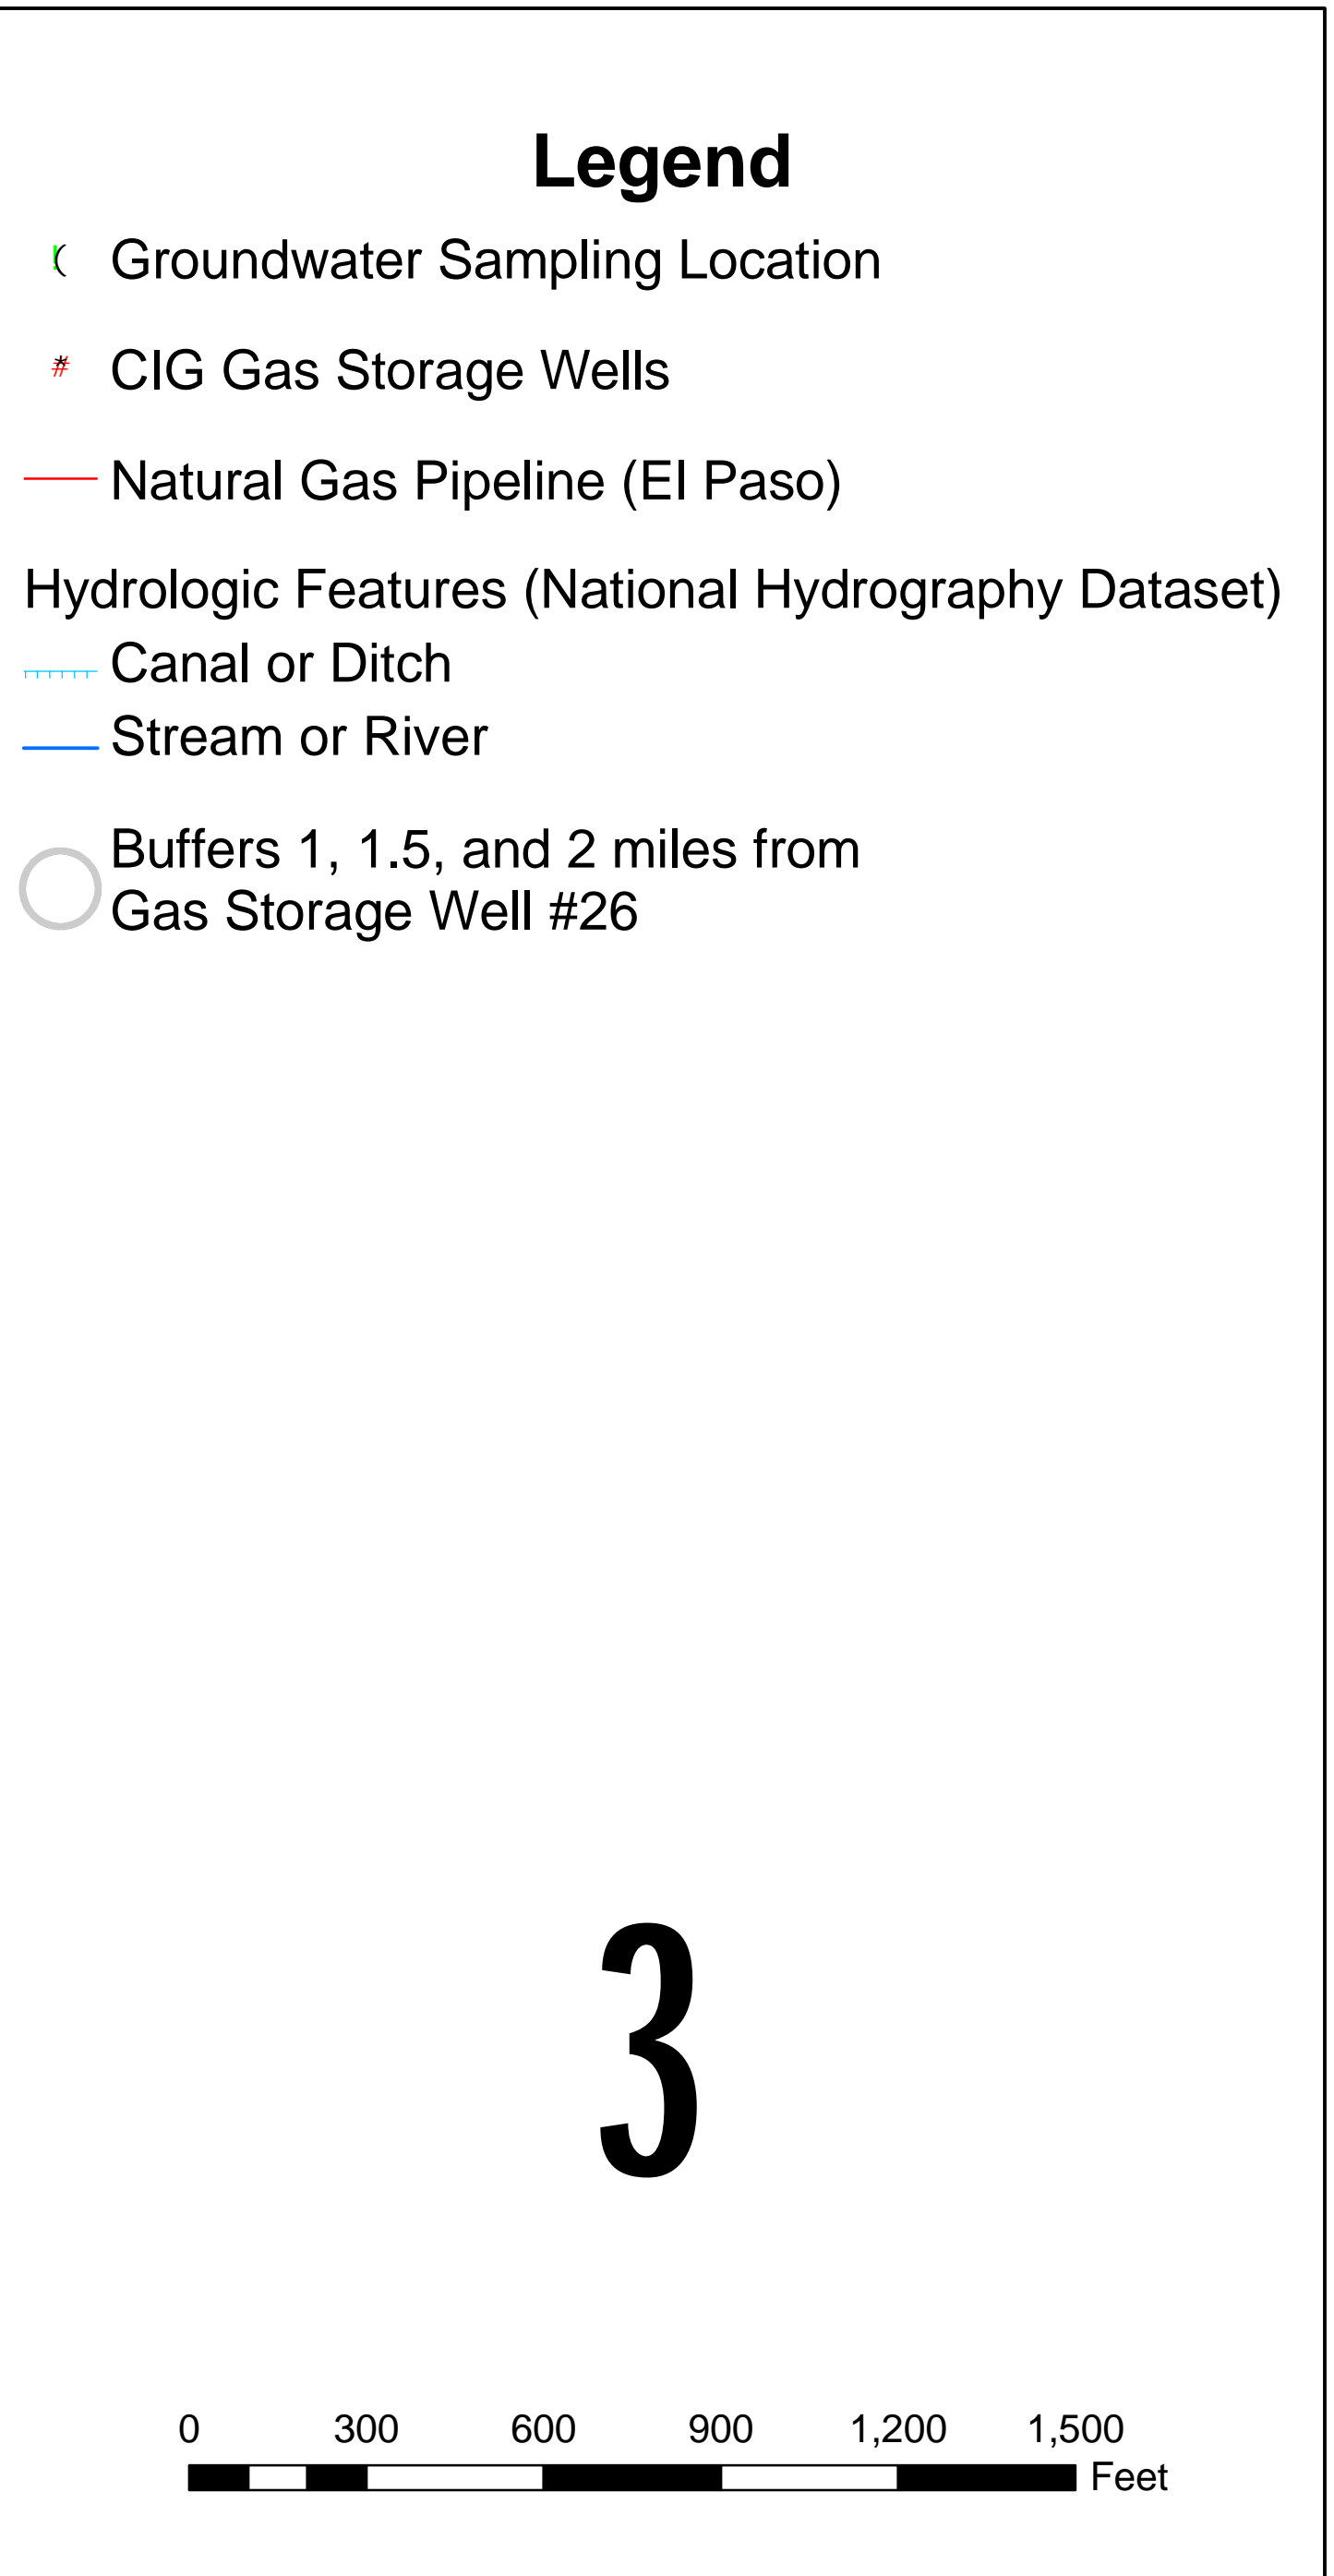 Legend
Groundwater Sampling Location
CIG Gas Storage Wells
Natural Gas Pipeline (El Paso)
Hydrologic Features (National Hydrography Dataset)
Canal or Ditch
Stream or River
Buffers 1, 1.5, and 2 miles from
Gas Storage Well #26
3
0 300 600 900 1,200 1,500
Feet